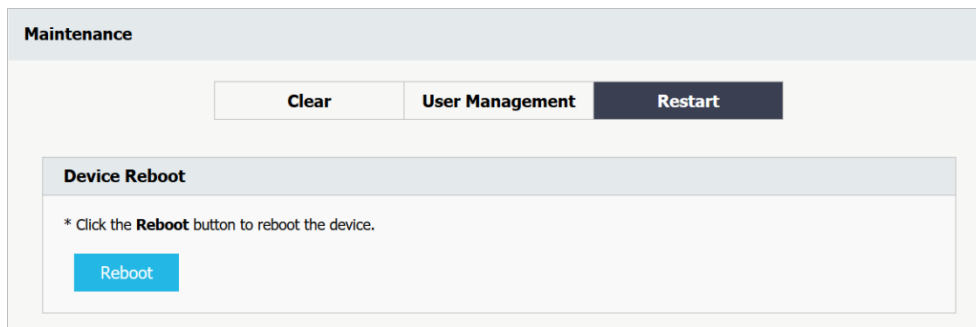 Maintenance
Clear User Management Restart
Device Reboot
* Click the Reboot button to reboot the device.
Reboot